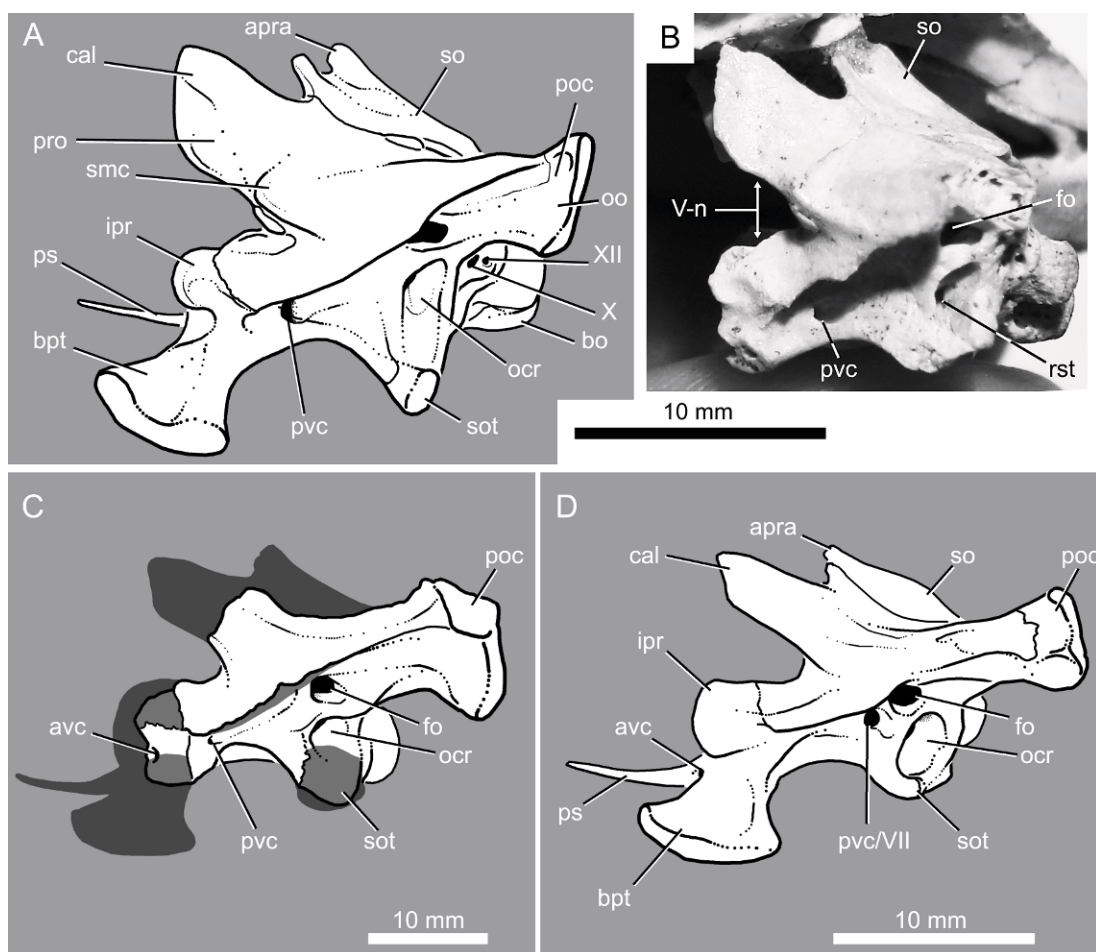 A
apra
cal
so
poc
pro
smc
oo
ipr
XII
ps
X
bpt
bo
ocr
pvc
sot
B
so
V-n
fo
pvc
rst
10 mm
C
poc
avc
fo
ocr
pvc
sot
10 mm
D
apra
cal
so
poc
ipr
avc
fo
ocr
ps
pvc/VII
sot
bpt
10 mm